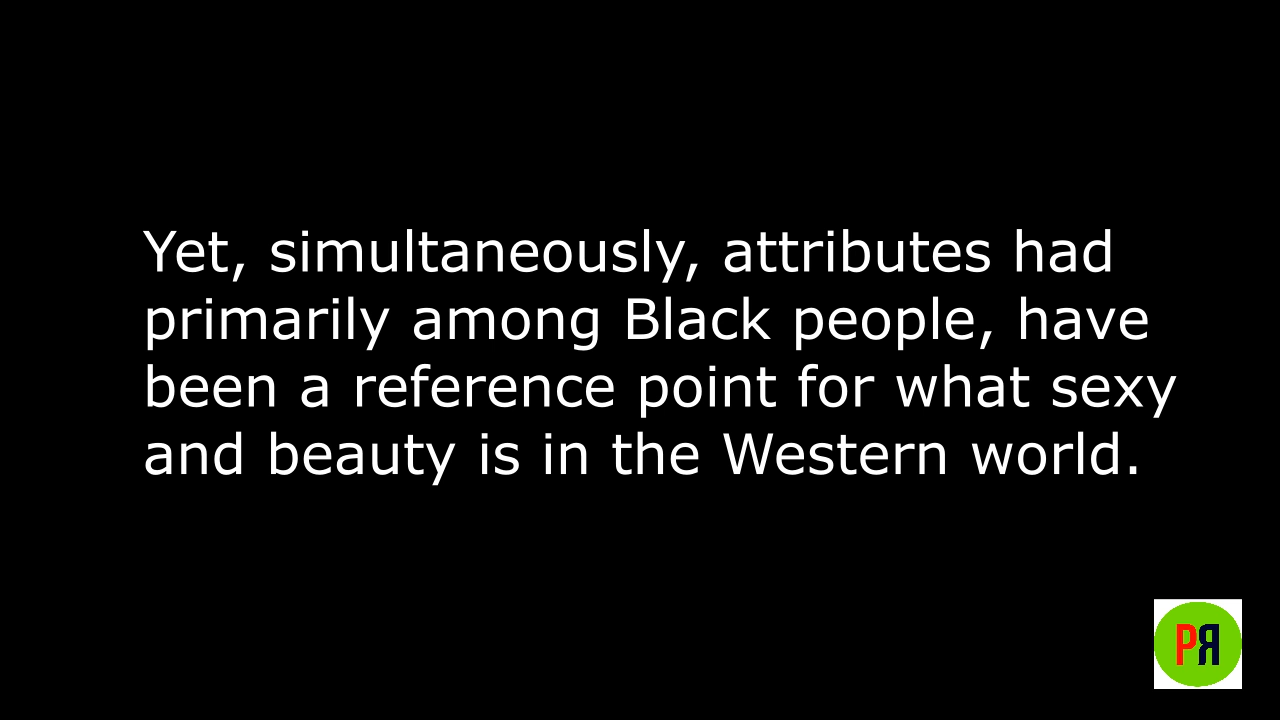 Yet, simultaneously, attributes had
primarily among Black people, have
been a reference point for what sexy
and beauty is in the Western world.
PЯ